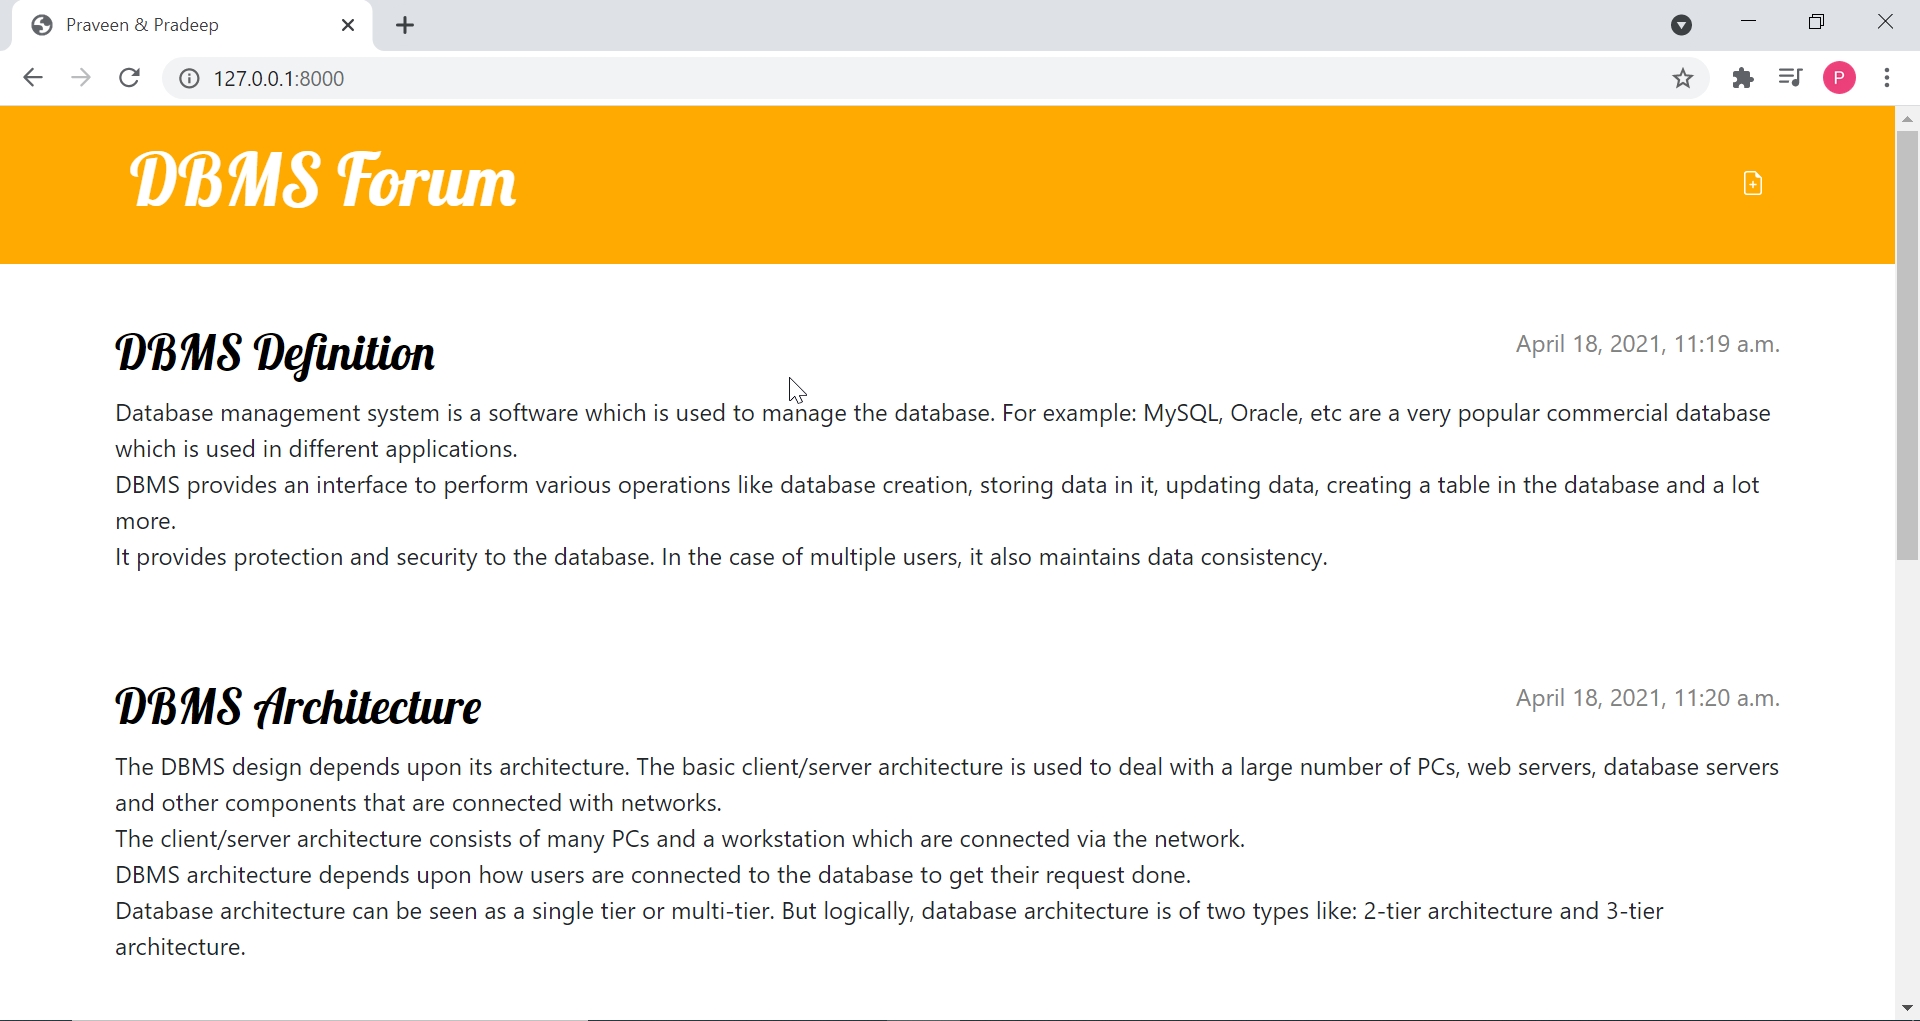 Praveen & Pradeep
127.0.0.1:8000
P
DBMS Forum
DBMS Definition
April 18, 2021, 11:19 a.m.
Database management system is a software which is used to manage the database. For example: MySQL, Oracle, etc are a very popular commercial database
which is used in different applications.
DBMS provides an interface to perform various operations like database creation, storing data in it, updating data, creating a table in the database and a lot
more.
It provides protection and security to the database. In the case of multiple users, it also maintains data consistency.
DBMS Architecture
April 18, 2021, 11:20 a.m.
The DBMS design depends upon its architecture. The basic client/server architecture is used to deal with a large number of PCs, web servers, database servers
and other components that are connected with networks.
The client/server architecture consists of many PCs and a workstation which are connected via the network.
DBMS architecture depends upon how users are connected to the database to get their request done.
Database architecture can be seen as a single tier or multi-tier. But logically, database architecture is of two types like: 2-tier architecture and 3-tier
architecture.